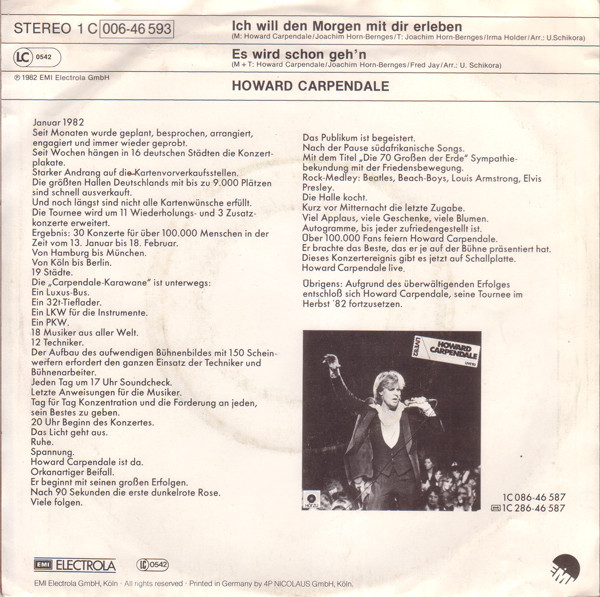 STEREO 1 C 006-46 593
Ich will den Morgen mit dir erleben
(M: Howard Carpendale/Joachim Horn-Bernges/T: Joachim Horn-Bernges/Irma Holder/Arr.: U.Schikora)
LC 0542
Es wird schon geh'n
(M + T: Howard Carpendale/Joachim Horn-Bernges/Fred Jay/Arr.: U. Schikora)
℗ 1982 EMI Electrola GmbH
HOWARD CARPENDALE
Januar 1982
Seit Monaten wurde geplant, besprochen, arrangiert,
engagiert und immer wieder geprobt.
Seit Wochen hängen in 16 deutschen Städten die Konzert-
plakate.
Starker Andrang auf die Kartenvorverkaufsstellen.
Die größten Hallen Deutschlands mit bis zu 9.000 Plätzen
sind schnell ausverkauft.
Und noch längst sind nicht alle Kartenwünsche erfüllt.
Die Tournee wird um 11 Wiederholungs- und 3 Zusatz-
konzerte erweitert.
Ergebnis: 30 Konzerte für über 100.000 Menschen in der
Zeit vom 13. Januar bis 18. Februar.
Von Hamburg bis München.
Von Köln bis Berlin.
19 Städte.
Die „Carpendale-Karawane" ist unterwegs:
Ein Luxus-Bus.
Ein 32t-Tieflader.
Ein LKW für die Instrumente.
Ein PKW.
18 Musiker aus aller Welt.
12 Techniker.
Der Aufbau des aufwendigen Bühnenbildes mit 150 Schein-
werfern erfordert den ganzen Einsatz der Techniker und
Bühnenarbeiter.
Jeden Tag um 17 Uhr Soundcheck.
Letzte Anweisungen für die Musiker.
Tag für Tag Konzentration und die Forderung an jeden,
sein Bestes zu geben.
20 Uhr Beginn des Konzertes.
Das Licht geht aus.
Ruhe.
Spannung.
Howard Carpendale ist da.
Orkanartiger Beifall.
Er beginnt mit seinen großen Erfolgen.
Nach 90 Sekunden die erste dunkelrote Rose.
Viele folgen.
Das Publikum ist begeistert.
Nach der Pause südafrikanische Songs.
Mit dem Titel „Die 70 Großen der Erde" Sympathie-
bekundung mit der Friedensbewegung.
Rock-Medley: Beatles, Beach-Boys, Louis Armstrong, Elvis
Presley.
Die Halle kocht.
Kurz vor Mitternacht die letzte Zugabe.
Viel Applaus, viele Geschenke, viele Blumen.
Autogramme, bis jeder zufriedengestellt ist.
Über 100.000 Fans feiern Howard Carpendale.
Er brachte das Beste, das er je auf der Bühne präsentiert hat.
Dieses Konzertereignis gibt es jetzt auf Schallplatte.
Howard Carpendale live.
Übrigens: Aufgrund des überwältigenden Erfolges
entschloß sich Howard Carpendale, seine Tournee im
Herbst '82 fortzusetzen.
HOWARD
CARPENDALE
1C 086-46 587
1C 286-46 587
EMI ELECTROLA
LC 0542
EMI
EMI Electrola GmbH, Köln · All rights reserved · Printed in Germany by 4P NICOLAUS GmbH, Köln.